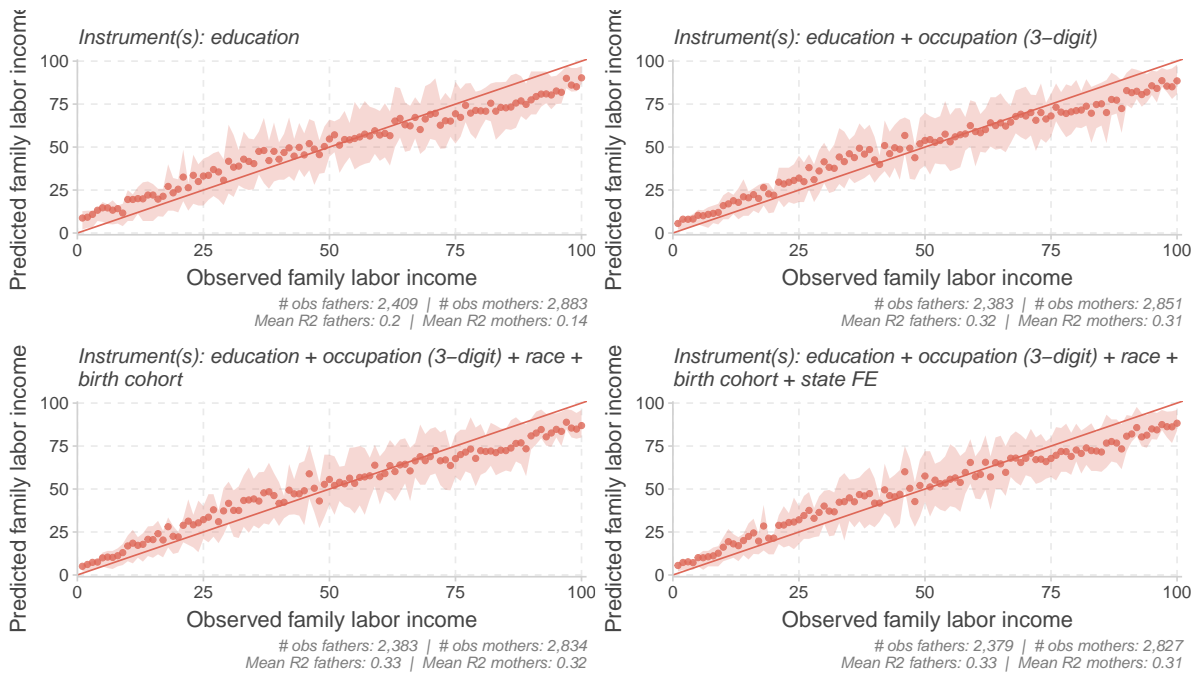 Instrument(s): education
Predicted family labor income
100
75
50
25
0
0 25 50 75 100
Observed family labor income
# obs fathers: 2,409 | # obs mothers: 2,883
Mean R2 fathers: 0.2 | Mean R2 mothers: 0.14
Instrument(s): education + occupation (3−digit)
Predicted family labor income
100
75
50
25
0
0 25 50 75 100
Observed family labor income
# obs fathers: 2,383 | # obs mothers: 2,851
Mean R2 fathers: 0.32 | Mean R2 mothers: 0.31
Instrument(s): education + occupation (3−digit) + race +
birth cohort
Predicted family labor income
100
75
50
25
0
0 25 50 75 100
Observed family labor income
# obs fathers: 2,383 | # obs mothers: 2,834
Mean R2 fathers: 0.33 | Mean R2 mothers: 0.32
Instrument(s): education + occupation (3−digit) + race +
birth cohort + state FE
Predicted family labor income
100
75
50
25
0
0 25 50 75 100
Observed family labor income
# obs fathers: 2,379 | # obs mothers: 2,827
Mean R2 fathers: 0.33 | Mean R2 mothers: 0.31